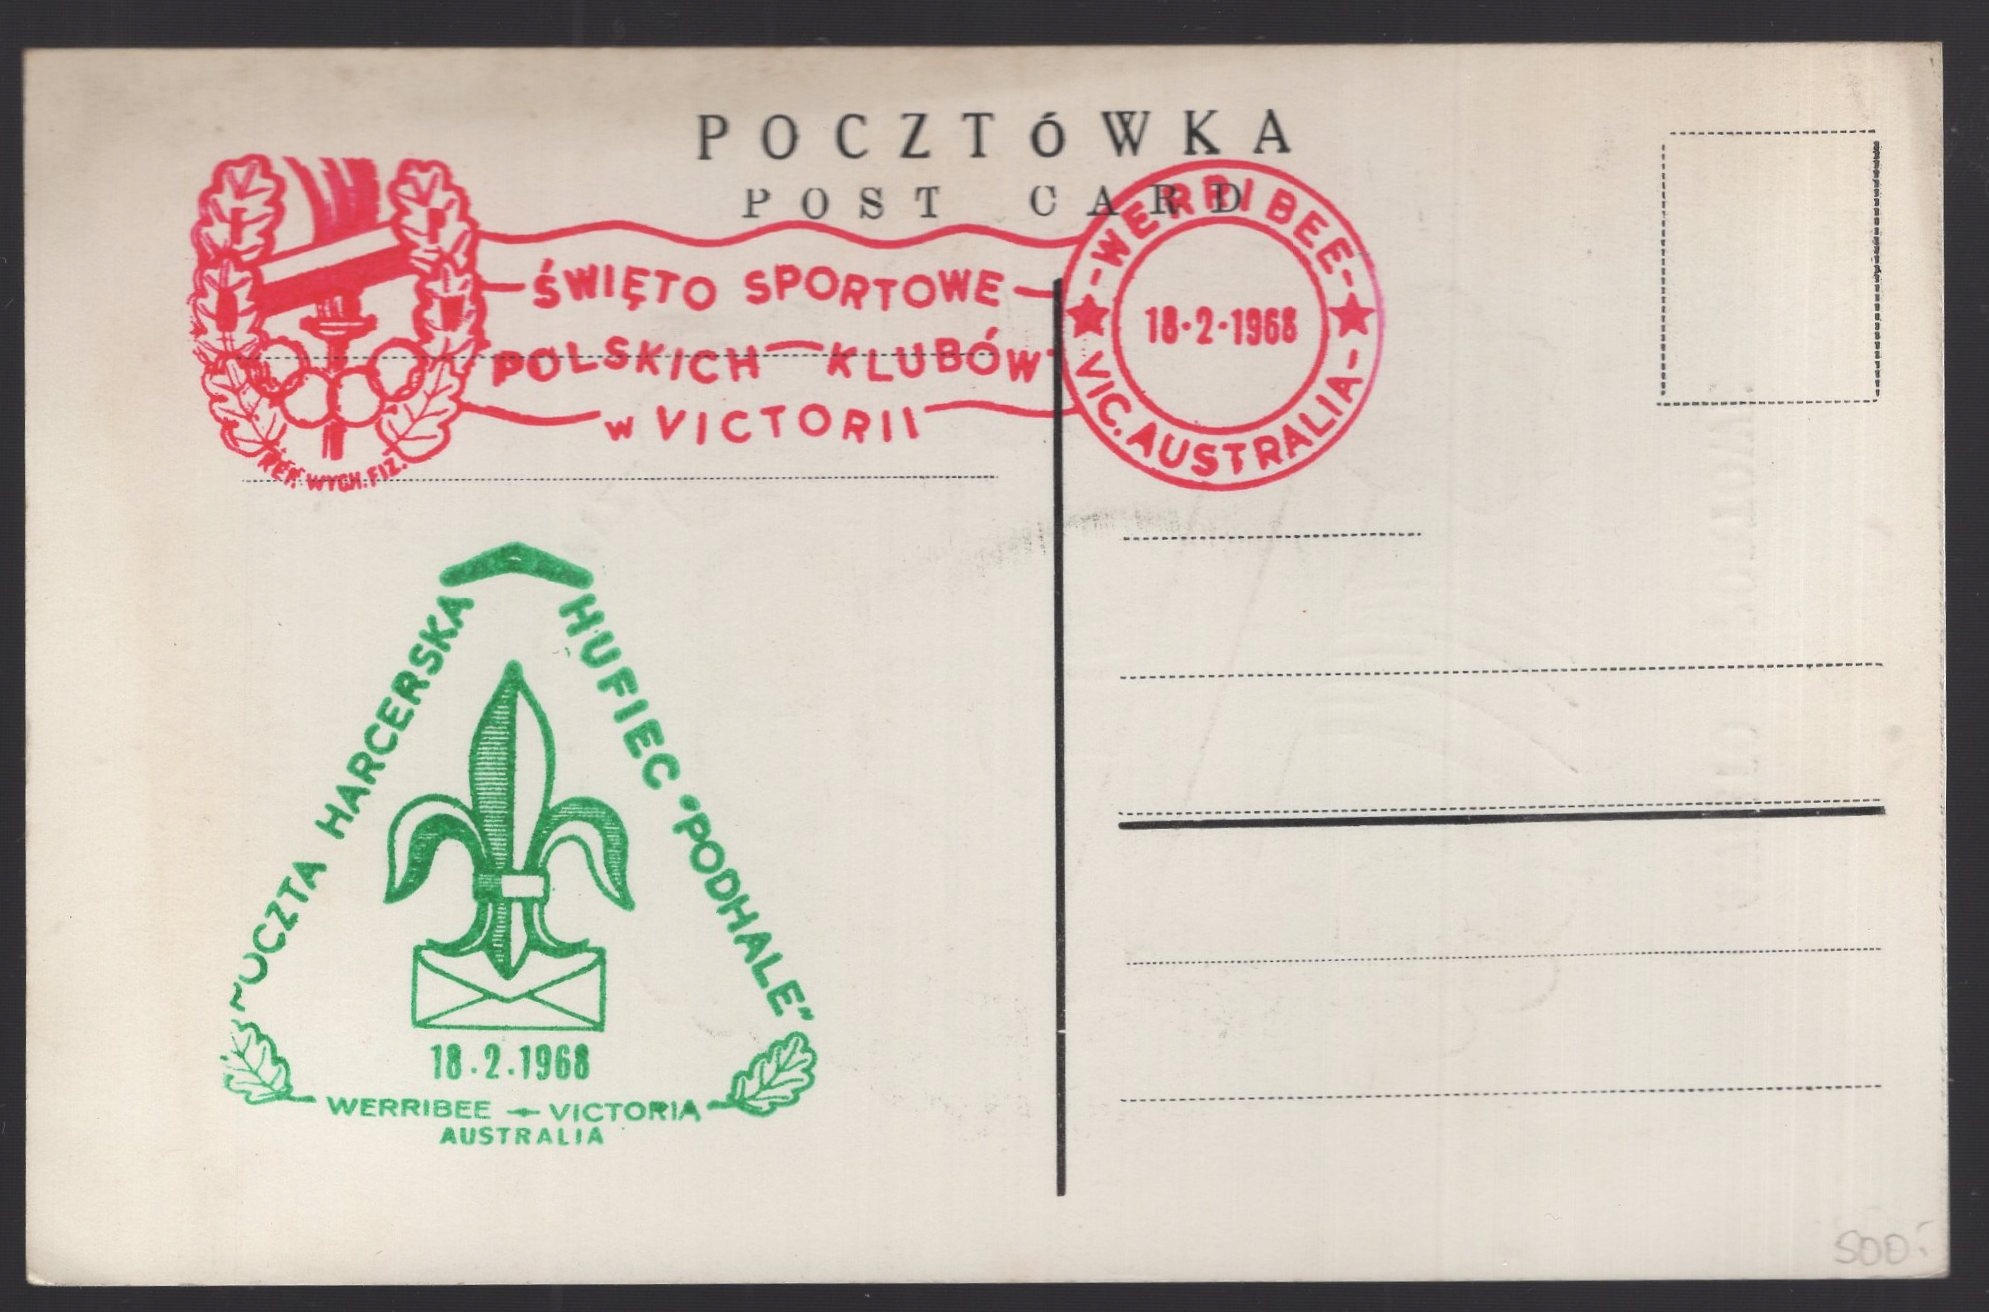 POCZTÓWKA
POST CARD
ŚWIĘTO SPORTOWE
POLSKICH KLUBÓW
w VICTORII
REF. WYCH. FIZ.
WERRIBEE
18·2·1968
VIC. AUSTRALIA
POCZTA HARCERSKA
HUFIEC "PODHALE"
18·2·1968
WERRIBEE VICTORIA
AUSTRALIA